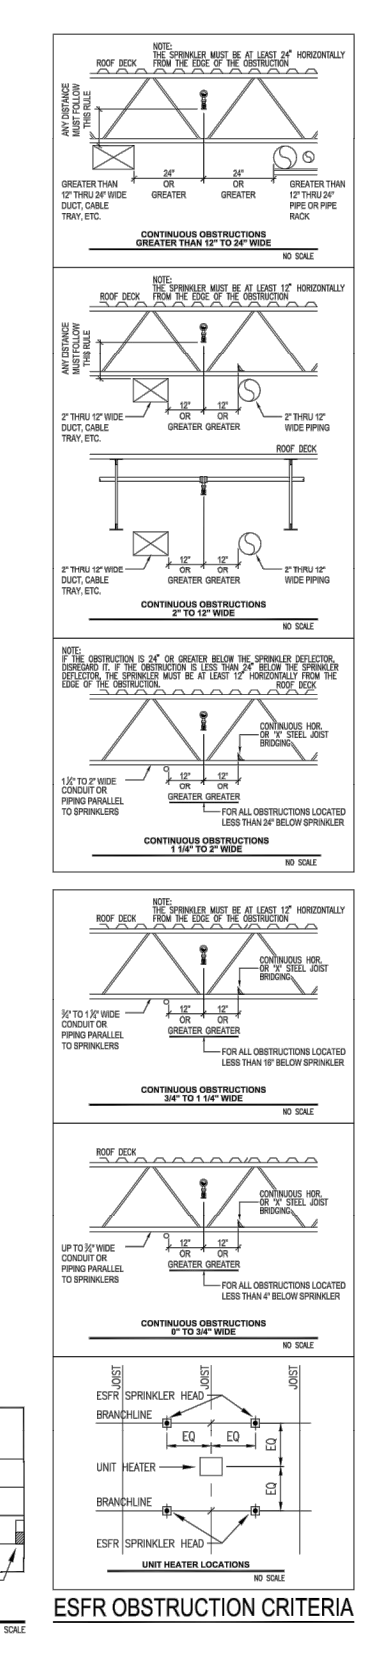 NOTE:
THE SPRINKLER MUST BE AT LEAST 24" HORIZONTALLY
FROM THE EDGE OF THE OBSTRUCTION
ROOF DECK
ANY DISTANCE
MUST FOLLOW
THIS RULE
24"
OR
GREATER
24"
OR
GREATER
GREATER THAN
12" THRU 24" WIDE
DUCT, CABLE
TRAY, ETC.
GREATER THAN
12" THRU 24"
PIPE OR PIPE
RACK
CONTINUOUS OBSTRUCTIONS
GREATER THAN 12" TO 24" WIDE
NO SCALE
NOTE:
THE SPRINKLER MUST BE AT LEAST 12" HORIZONTALLY
FROM THE EDGE OF THE OBSTRUCTION
ROOF DECK
ANY DISTANCE
MUST FOLLOW
THIS RULE
12" 12"
OR OR
GREATER GREATER
2" THRU 12" WIDE
DUCT, CABLE
TRAY, ETC.
2" THRU 12"
WIDE PIPING
ROOF DECK
12" 12"
OR OR
GREATER GREATER
2" THRU 12" WIDE
DUCT, CABLE
TRAY, ETC.
2" THRU 12"
WIDE PIPING
CONTINUOUS OBSTRUCTIONS
2" TO 12" WIDE
NO SCALE
NOTE:
IF THE OBSTRUCTION IS 24" OR GREATER BELOW THE SPRINKLER DEFLECTOR,
DISREGARD IT. IF THE OBSTRUCTION IS LESS THAN 24" BELOW THE SPRINKLER
DEFLECTOR, THE SPRINKLER MUST BE AT LEAST 12" HORIZONTALLY FROM THE
EDGE OF THE OBSTRUCTION.
ROOF DECK
CONTINUOUS HOR.
OR "X" STEEL JOIST
BRIDGING
1 ¼" TO 2" WIDE
CONDUIT OR
PIPING PARALLEL
TO SPRINKLERS
12" 12"
OR OR
GREATER GREATER
FOR ALL OBSTRUCTIONS LOCATED
LESS THAN 24" BELOW SPRINKLER
CONTINUOUS OBSTRUCTIONS
1 1/4" TO 2" WIDE
NO SCALE
NOTE:
THE SPRINKLER MUST BE AT LEAST 12" HORIZONTALLY
FROM THE EDGE OF THE OBSTRUCTION
ROOF DECK
CONTINUOUS HOR.
OR "X" STEEL JOIST
BRIDGING
¾" TO 1 ¼" WIDE
CONDUIT OR
PIPING PARALLEL
TO SPRINKLERS
12" 12"
OR OR
GREATER GREATER
FOR ALL OBSTRUCTIONS LOCATED
LESS THAN 16" BELOW SPRINKLER
CONTINUOUS OBSTRUCTIONS
3/4" TO 1 1/4" WIDE
NO SCALE
ROOF DECK
CONTINUOUS HOR.
OR "X" STEEL JOIST
BRIDGING
UP TO ¾" WIDE
CONDUIT OR
PIPING PARALLEL
TO SPRINKLERS
12" 12"
OR OR
GREATER GREATER
FOR ALL OBSTRUCTIONS LOCATED
LESS THAN 4" BELOW SPRINKLER
CONTINUOUS OBSTRUCTIONS
0" TO 3/4" WIDE
NO SCALE
JOIST
JOIST
JOIST
ESFR SPRINKLER HEAD
BRANCHLINE
EQ EQ
EQ
UNIT HEATER
EQ
BRANCHLINE
ESFR SPRINKLER HEAD
UNIT HEATER LOCATIONS
NO SCALE
ESFR OBSTRUCTION CRITERIA
SCALE